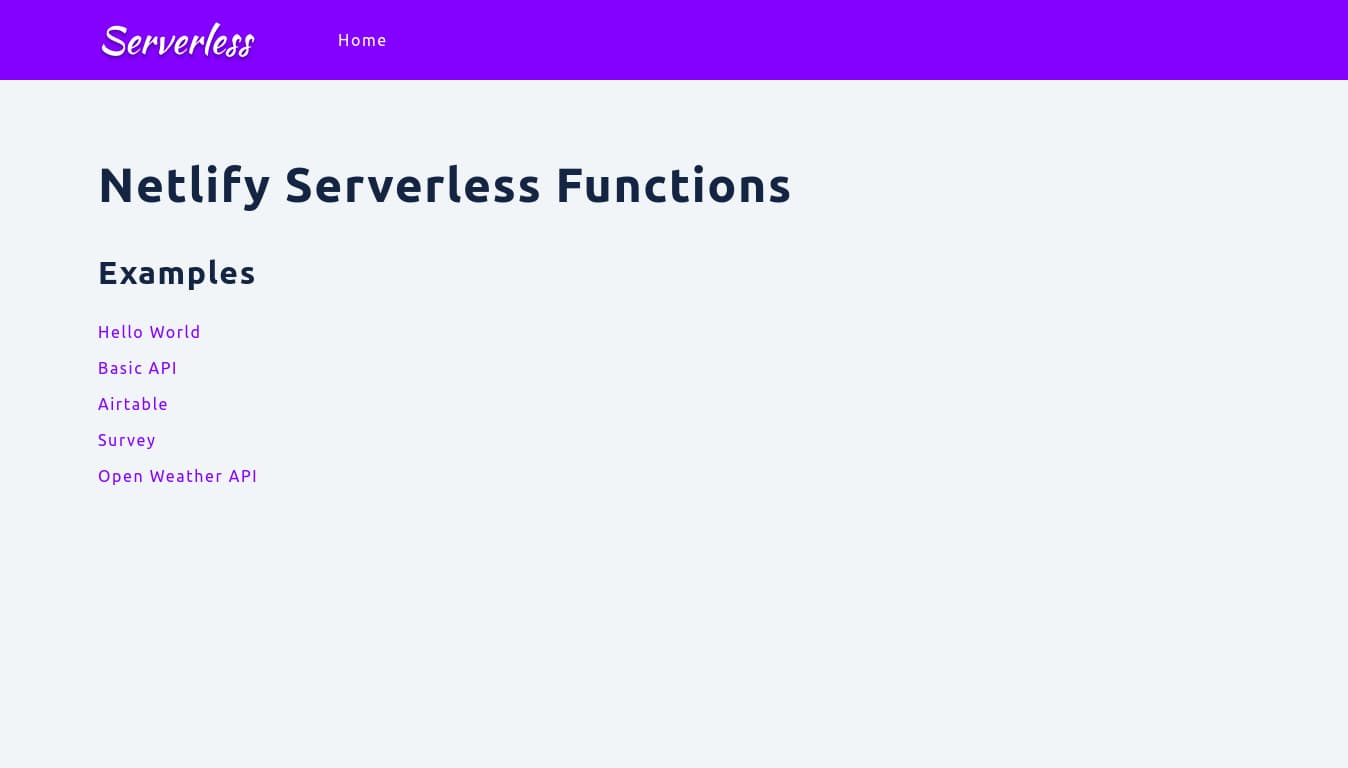 Serverless Home
Netlify Serverless Functions
Examples
Hello World
Basic API
Airtable
Survey
Open Weather API